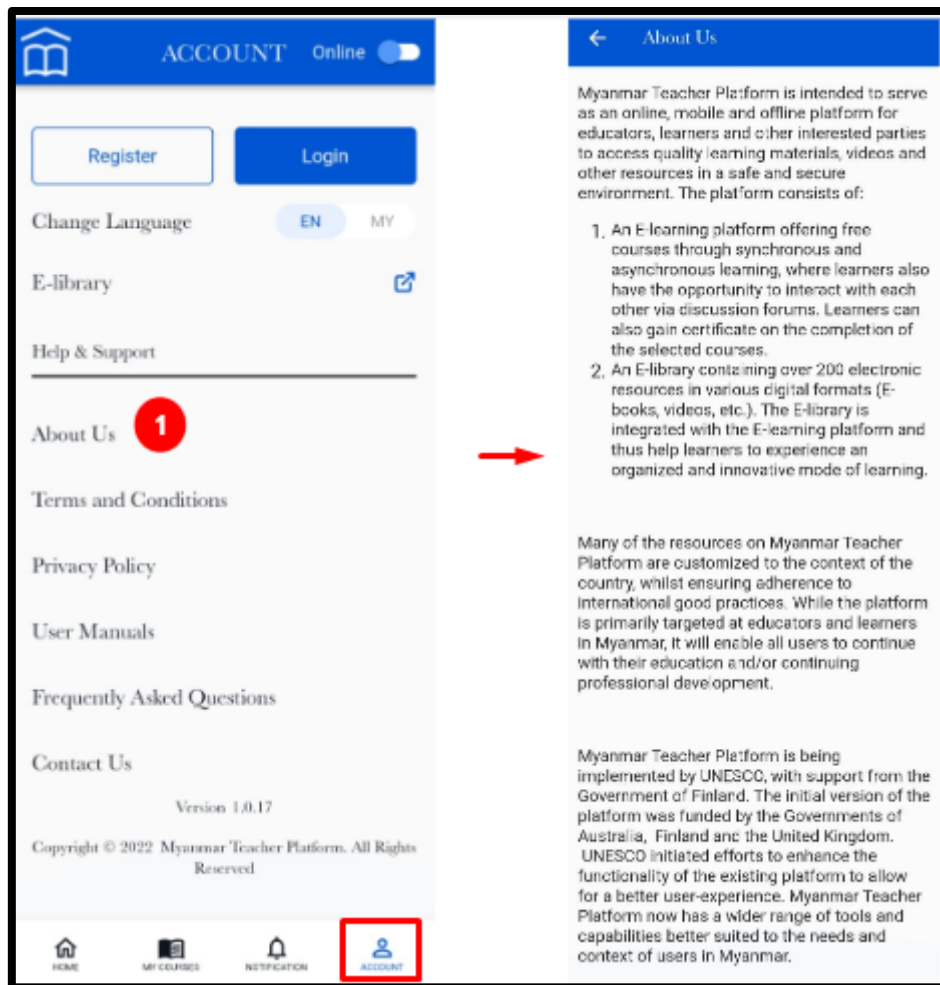 ACCOUNT Online
Register
Login
Change Language
EN
MY
E-library
Help & Support
About Us
1
Terms and Conditions
Privacy Policy
User Manuals
Frequently Asked Questions
Contact Us
Version 1.0.17
Copyright © 2022 Myanmar Teacher Platform. All Rights
Reserved
HOME
MY COURSES
NOTIFICATION
ACCOUNT
About Us
Myanmar Teacher Platform is intended to serve
as an online, mobile and offline platform for
educators, learners and other interested parties
to access quality learning materials, videos and
other resources in a safe and secure
environment. The platform consists of:
1. An E-learning platform offering free
courses through synchronous and
asynchronous learning, where learners also
have the opportunity to interact with each
other via discussion forums. Learners can
also gain certificate on the completion of
the selected courses.
2. An E-library containing over 200 electronic
resources in various digital formats (E-
books, videos, etc.). The E-library is
integrated with the E-learning platform and
thus help learners to experience an
organized and innovative mode of learning.
Many of the resources on Myanmar Teacher
Platform are customized to the context of the
country, whilst ensuring adherence to
international good practices. While the platform
is primarily targeted at educators and learners
in Myanmar, it will enable all users to continue
with their education and/or continuing
professional development.
Myanmar Teacher Platform is being
implemented by UNESCO, with support from the
Government of Finland. The initial version of the
platform was funded by the Governments of
Australia, Finland and the United Kingdom.
UNESCO initiated efforts to enhance the
functionality of the existing platform to allow
for a better user-experience. Myanmar Teacher
Platform now has a wider range of tools and
capabilities better suited to the needs and
context of users in Myanmar.